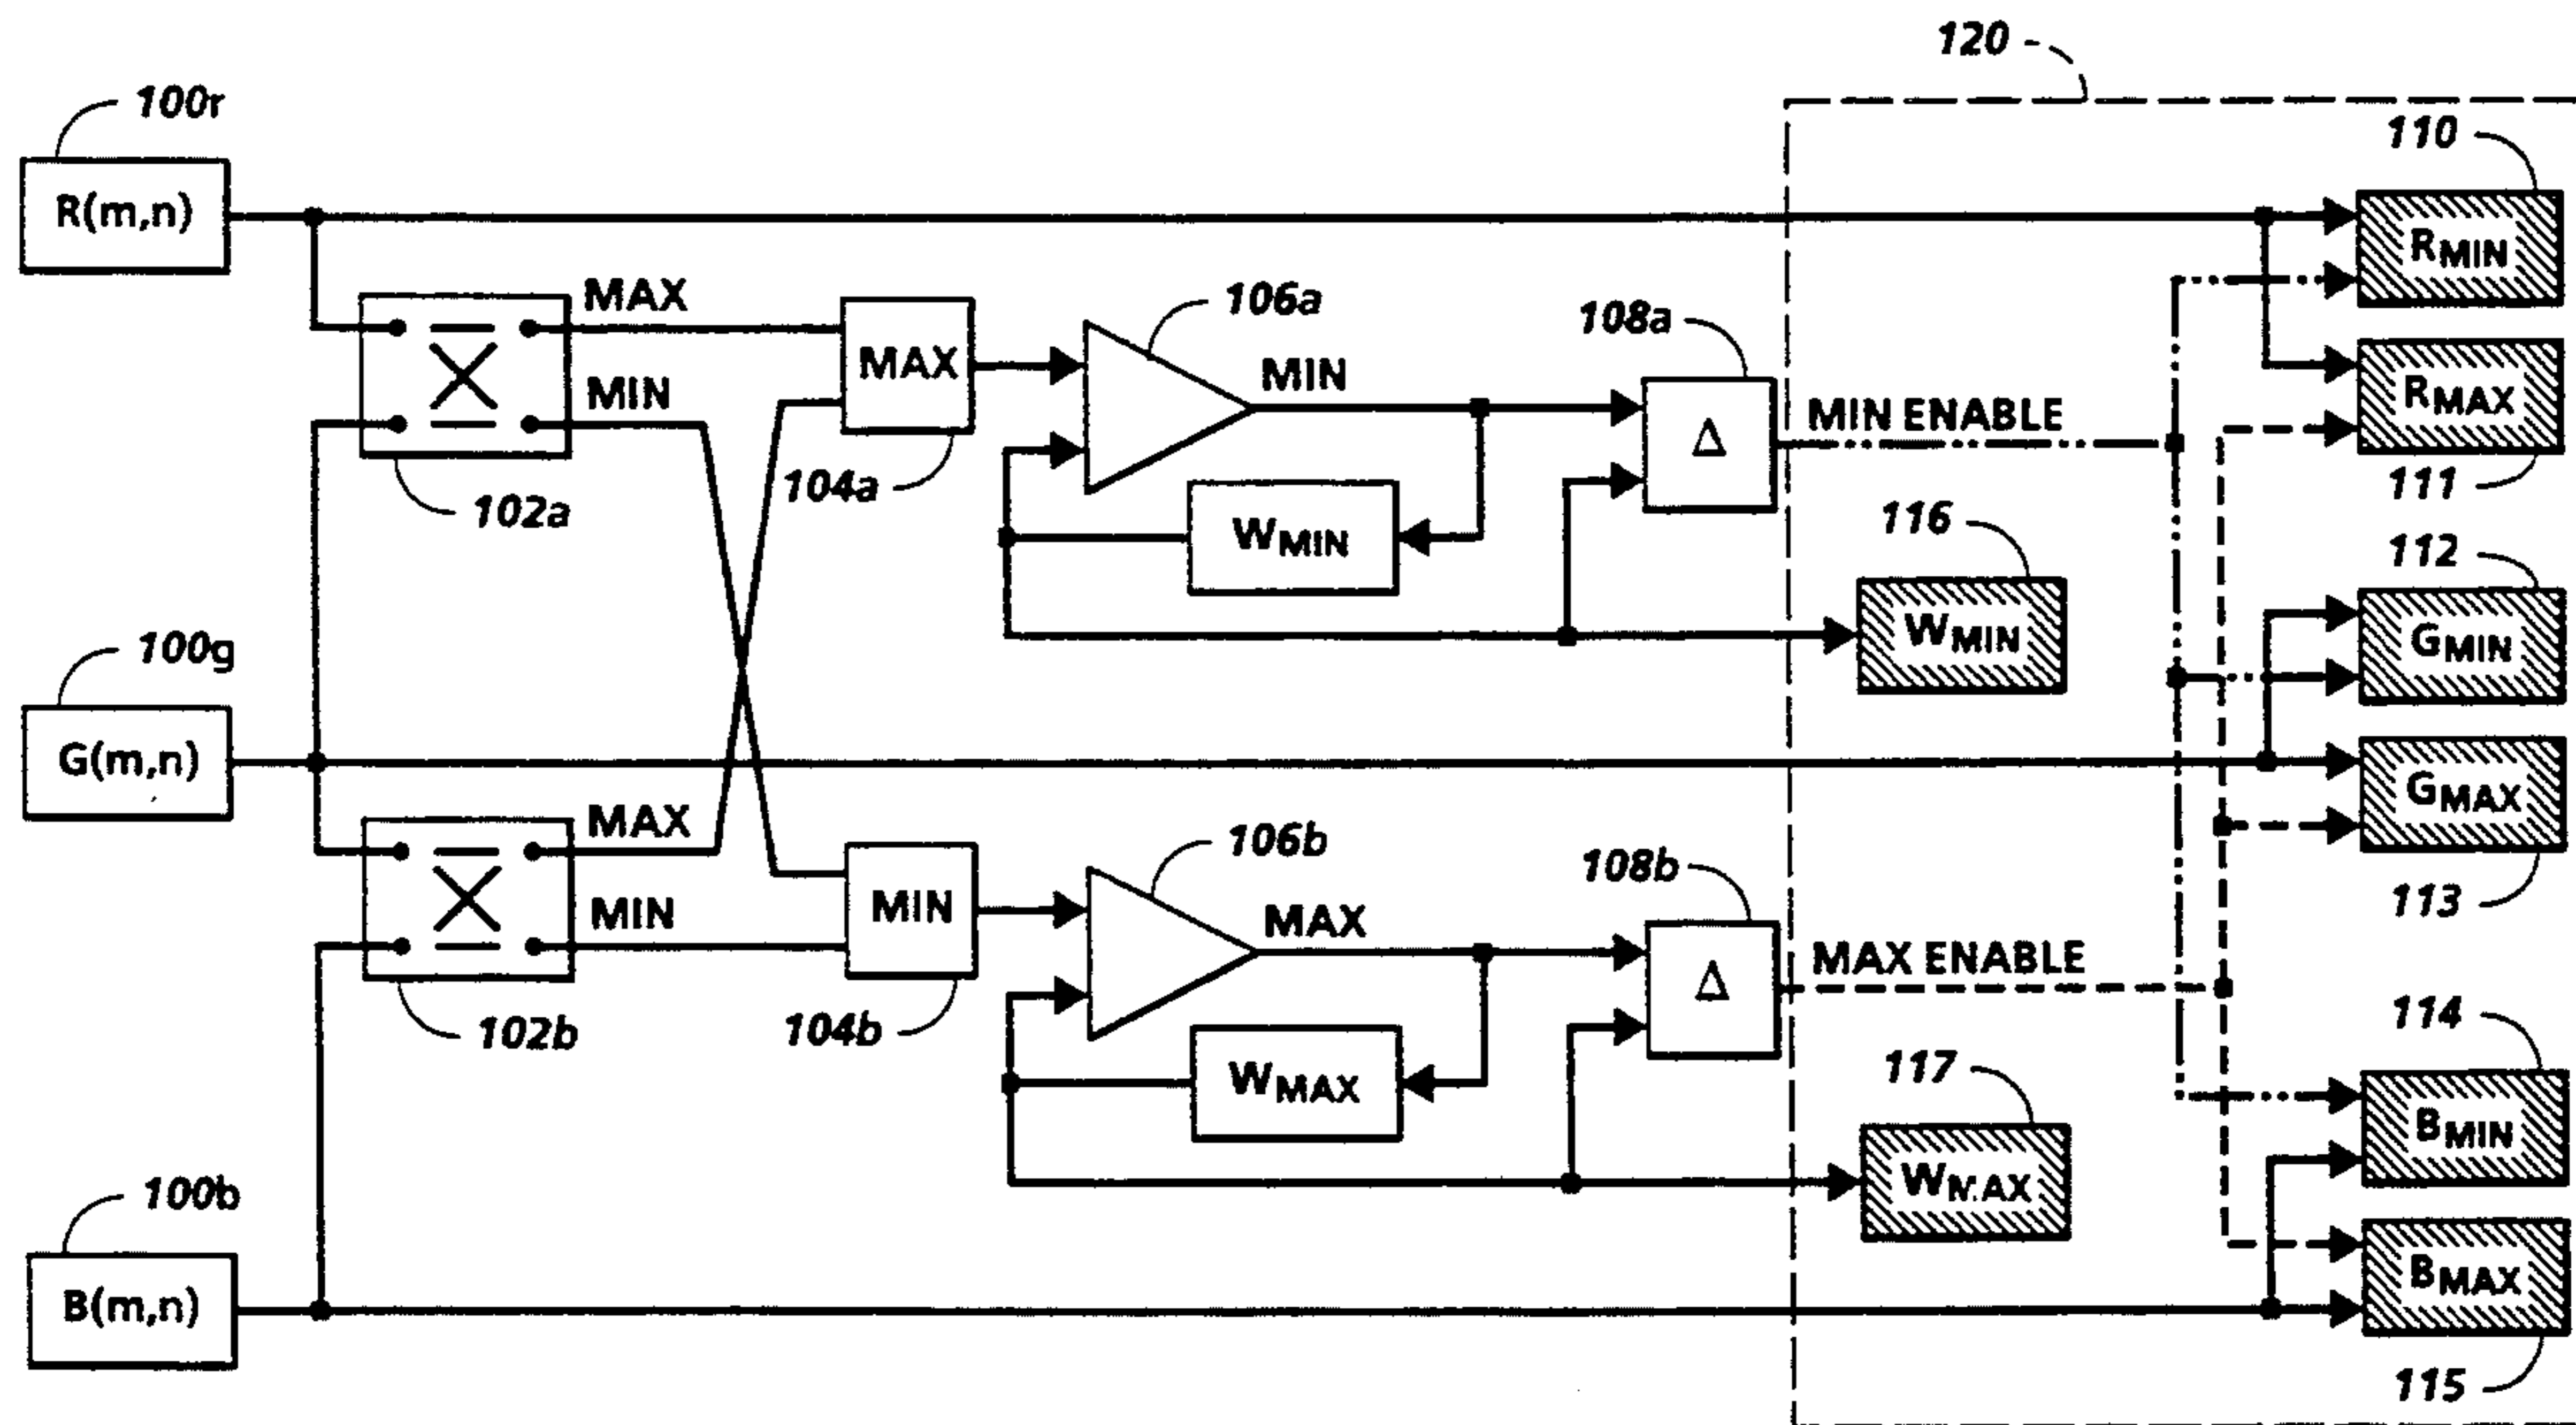 120
100r
110
R(m,n)
RMIN
MAX
106a
108a
MAX
MIN
MIN
RMAX
Δ
MIN ENABLE
111
102a
104a
WMIN
116
112
WMIN
GMIN
100g
G(m,n)
GMAX
MAX
106b
108b
113
MIN
MIN
MAX
Δ
MAX ENABLE
114
102b
104b
WMAX
117
BMIN
100b
WMAX
B(m,n)
BMAX
115